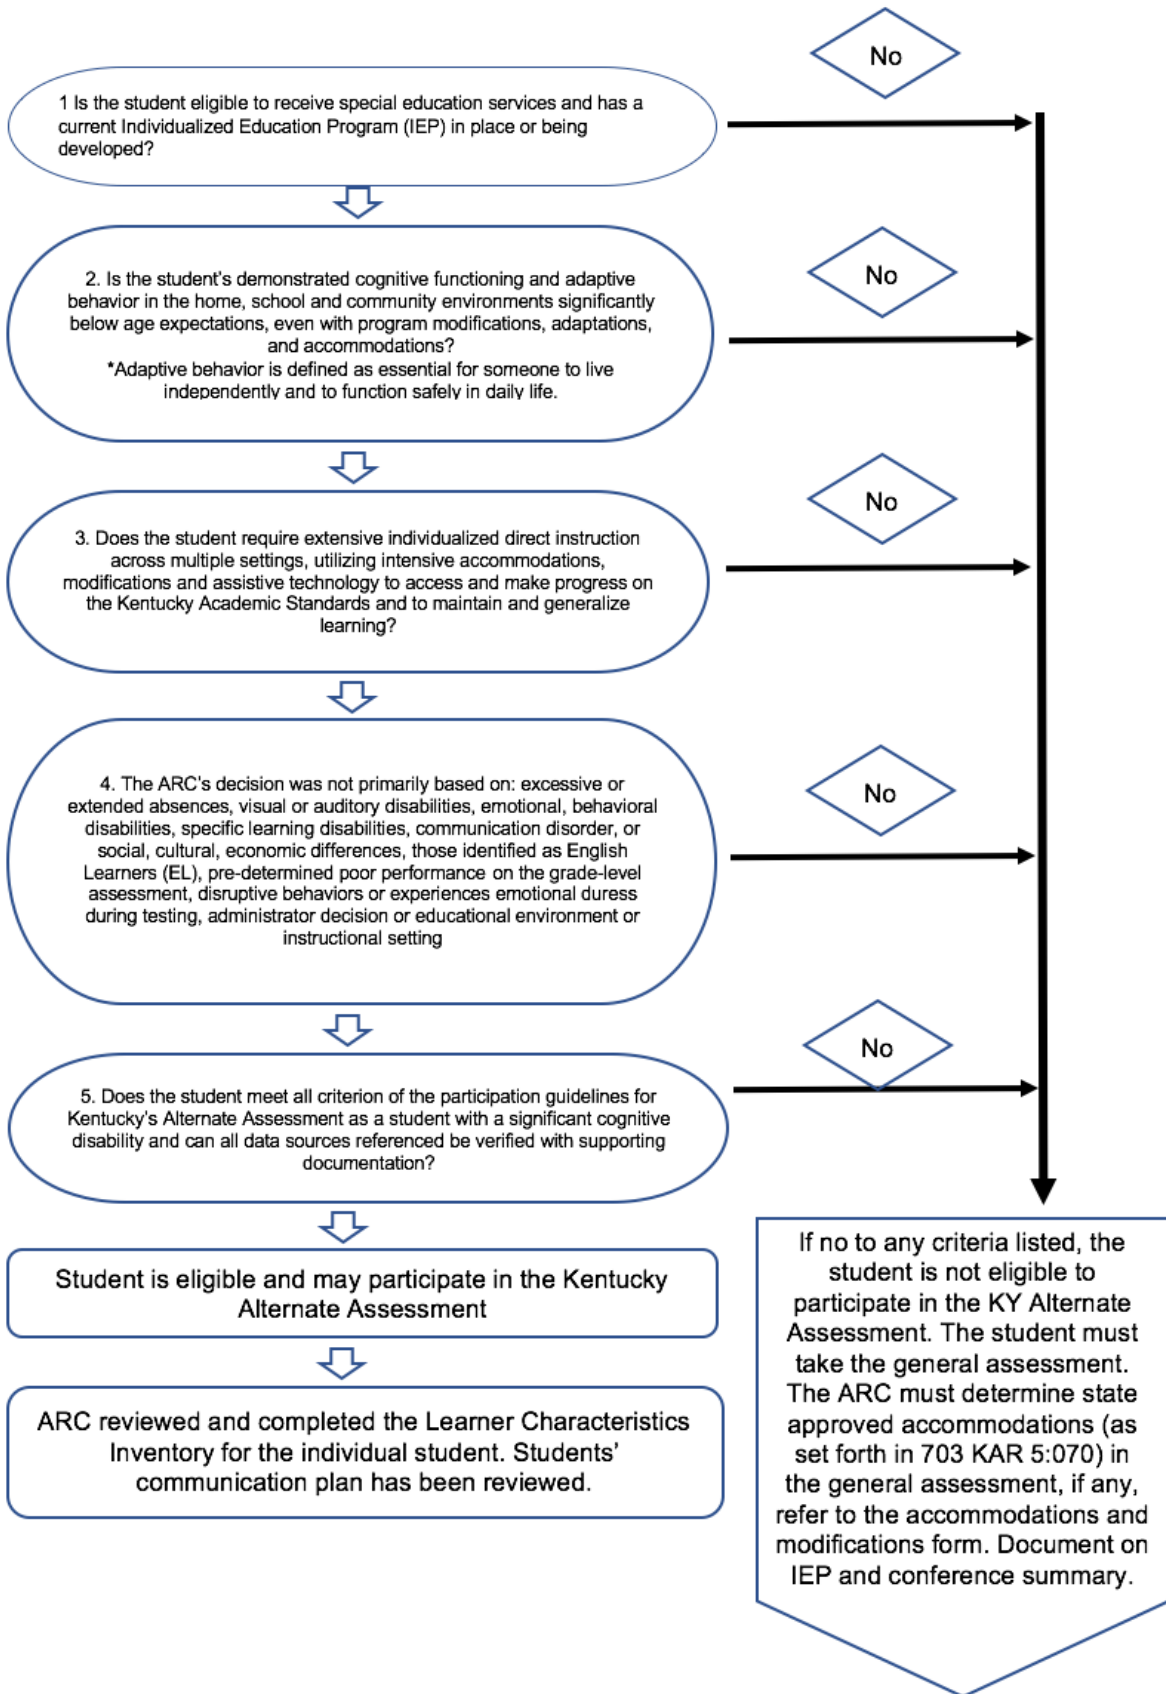 No
1 Is the student eligible to receive special education services and has a
current Individualized Education Program (IEP) in place or being
developed?
No
2. Is the student's demonstrated cognitive functioning and adaptive
behavior in the home, school and community environments significantly
below age expectations, even with program modifications, adaptations,
and accommodations?
*Adaptive behavior is defined as essential for someone to live
independently and to function safely in daily life.
No
3. Does the student require extensive individualized direct instruction
across multiple settings, utilizing intensive accommodations,
modifications and assistive technology to access and make progress on
the Kentucky Academic Standards and to maintain and generalize
learning?
No
4. The ARC's decision was not primarily based on: excessive or
extended absences, visual or auditory disabilities, emotional, behavioral
disabilities, specific learning disabilities, communication disorder, or
social, cultural, economic differences, those identified as English
Learners (EL), pre-determined poor performance on the grade-level
assessment, disruptive behaviors or experiences emotional duress
during testing, administrator decision or educational environment or
instructional setting
No
5. Does the student meet all criterion of the participation guidelines for
Kentucky's Alternate Assessment as a student with a significant cognitive
disability and can all data sources referenced be verified with supporting
documentation?
Student is eligible and may participate in the Kentucky
Alternate Assessment
ARC reviewed and completed the Learner Characteristics
Inventory for the individual student. Students'
communication plan has been reviewed.
If no to any criteria listed, the
student is not eligible to
participate in the KY Alternate
Assessment. The student must
take the general assessment.
The ARC must determine state
approved accommodations (as
set forth in 703 KAR 5:070) in
the general assessment, if any,
refer to the accommodations and
modifications form. Document on
IEP and conference summary.